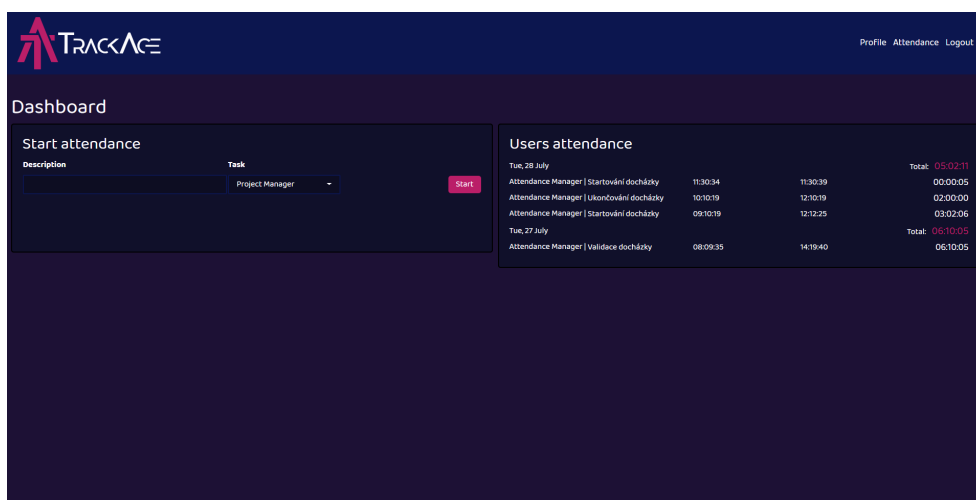 TRACKACE
Profile Attendance Logout
Dashboard
Start attendance
Description Task
Project Manager
Start
Users attendance
Tue, 28 July Total: 05:02:11
Attendance Manager | Startování docházky 11:30:34 11:30:39 00:00:05
Attendance Manager | Ukončování docházky 10:10:19 12:10:19 02:00:00
Attendance Manager | Startování docházky 09:10:19 12:12:25 03:02:06
Tue, 27 July Total: 06:10:05
Attendance Manager | Validace docházky 08:09:35 14:19:40 06:10:05